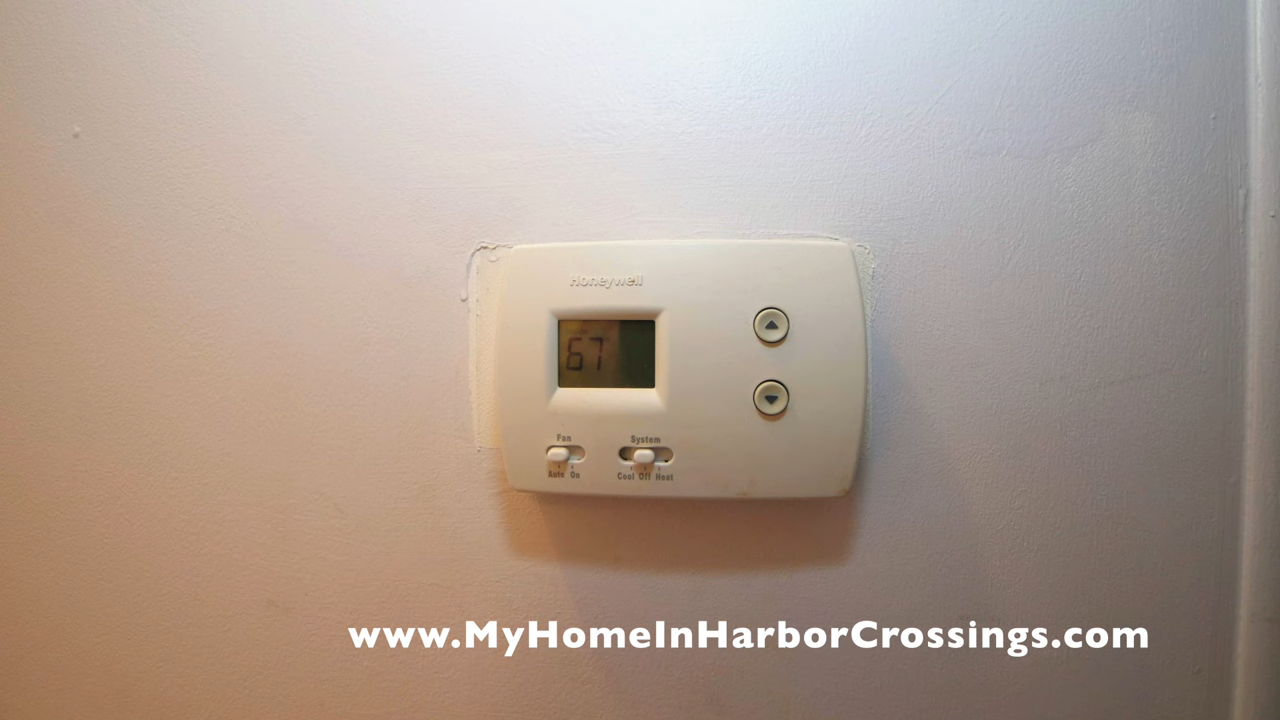 Honeywell
67
Fan
System
Auto On
Cool Off Heat
www.MyHomeInHarborCrossings.com